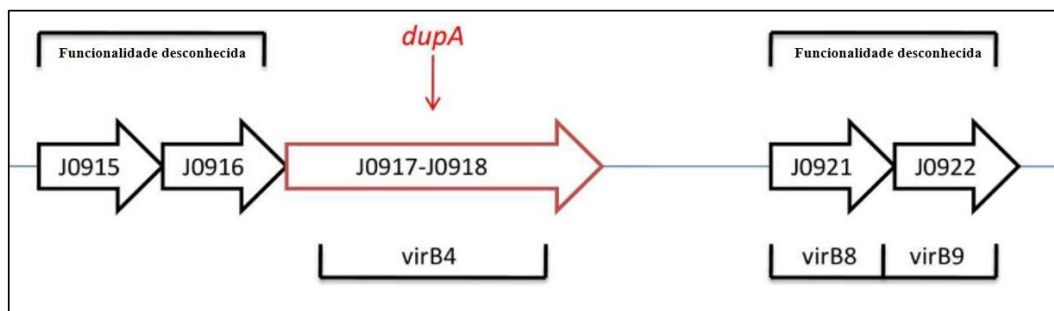 dupA
Funcionalidade desconhecida
Funcionalidade desconhecida
J0915
J0916
J0917-J0918
J0921
J0922
virB4
virB8
virB9